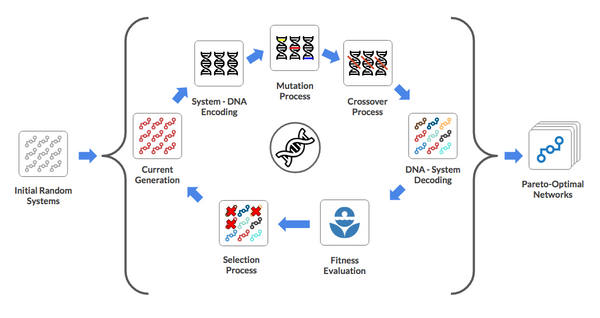 Initial Random
Systems
Current
Generation
System - DNA
Encoding
Mutation
Process
Crossover
Process
DNA - System
Decoding
Fitness
Evaluation
Selection
Process
Pareto-Optimal
Networks